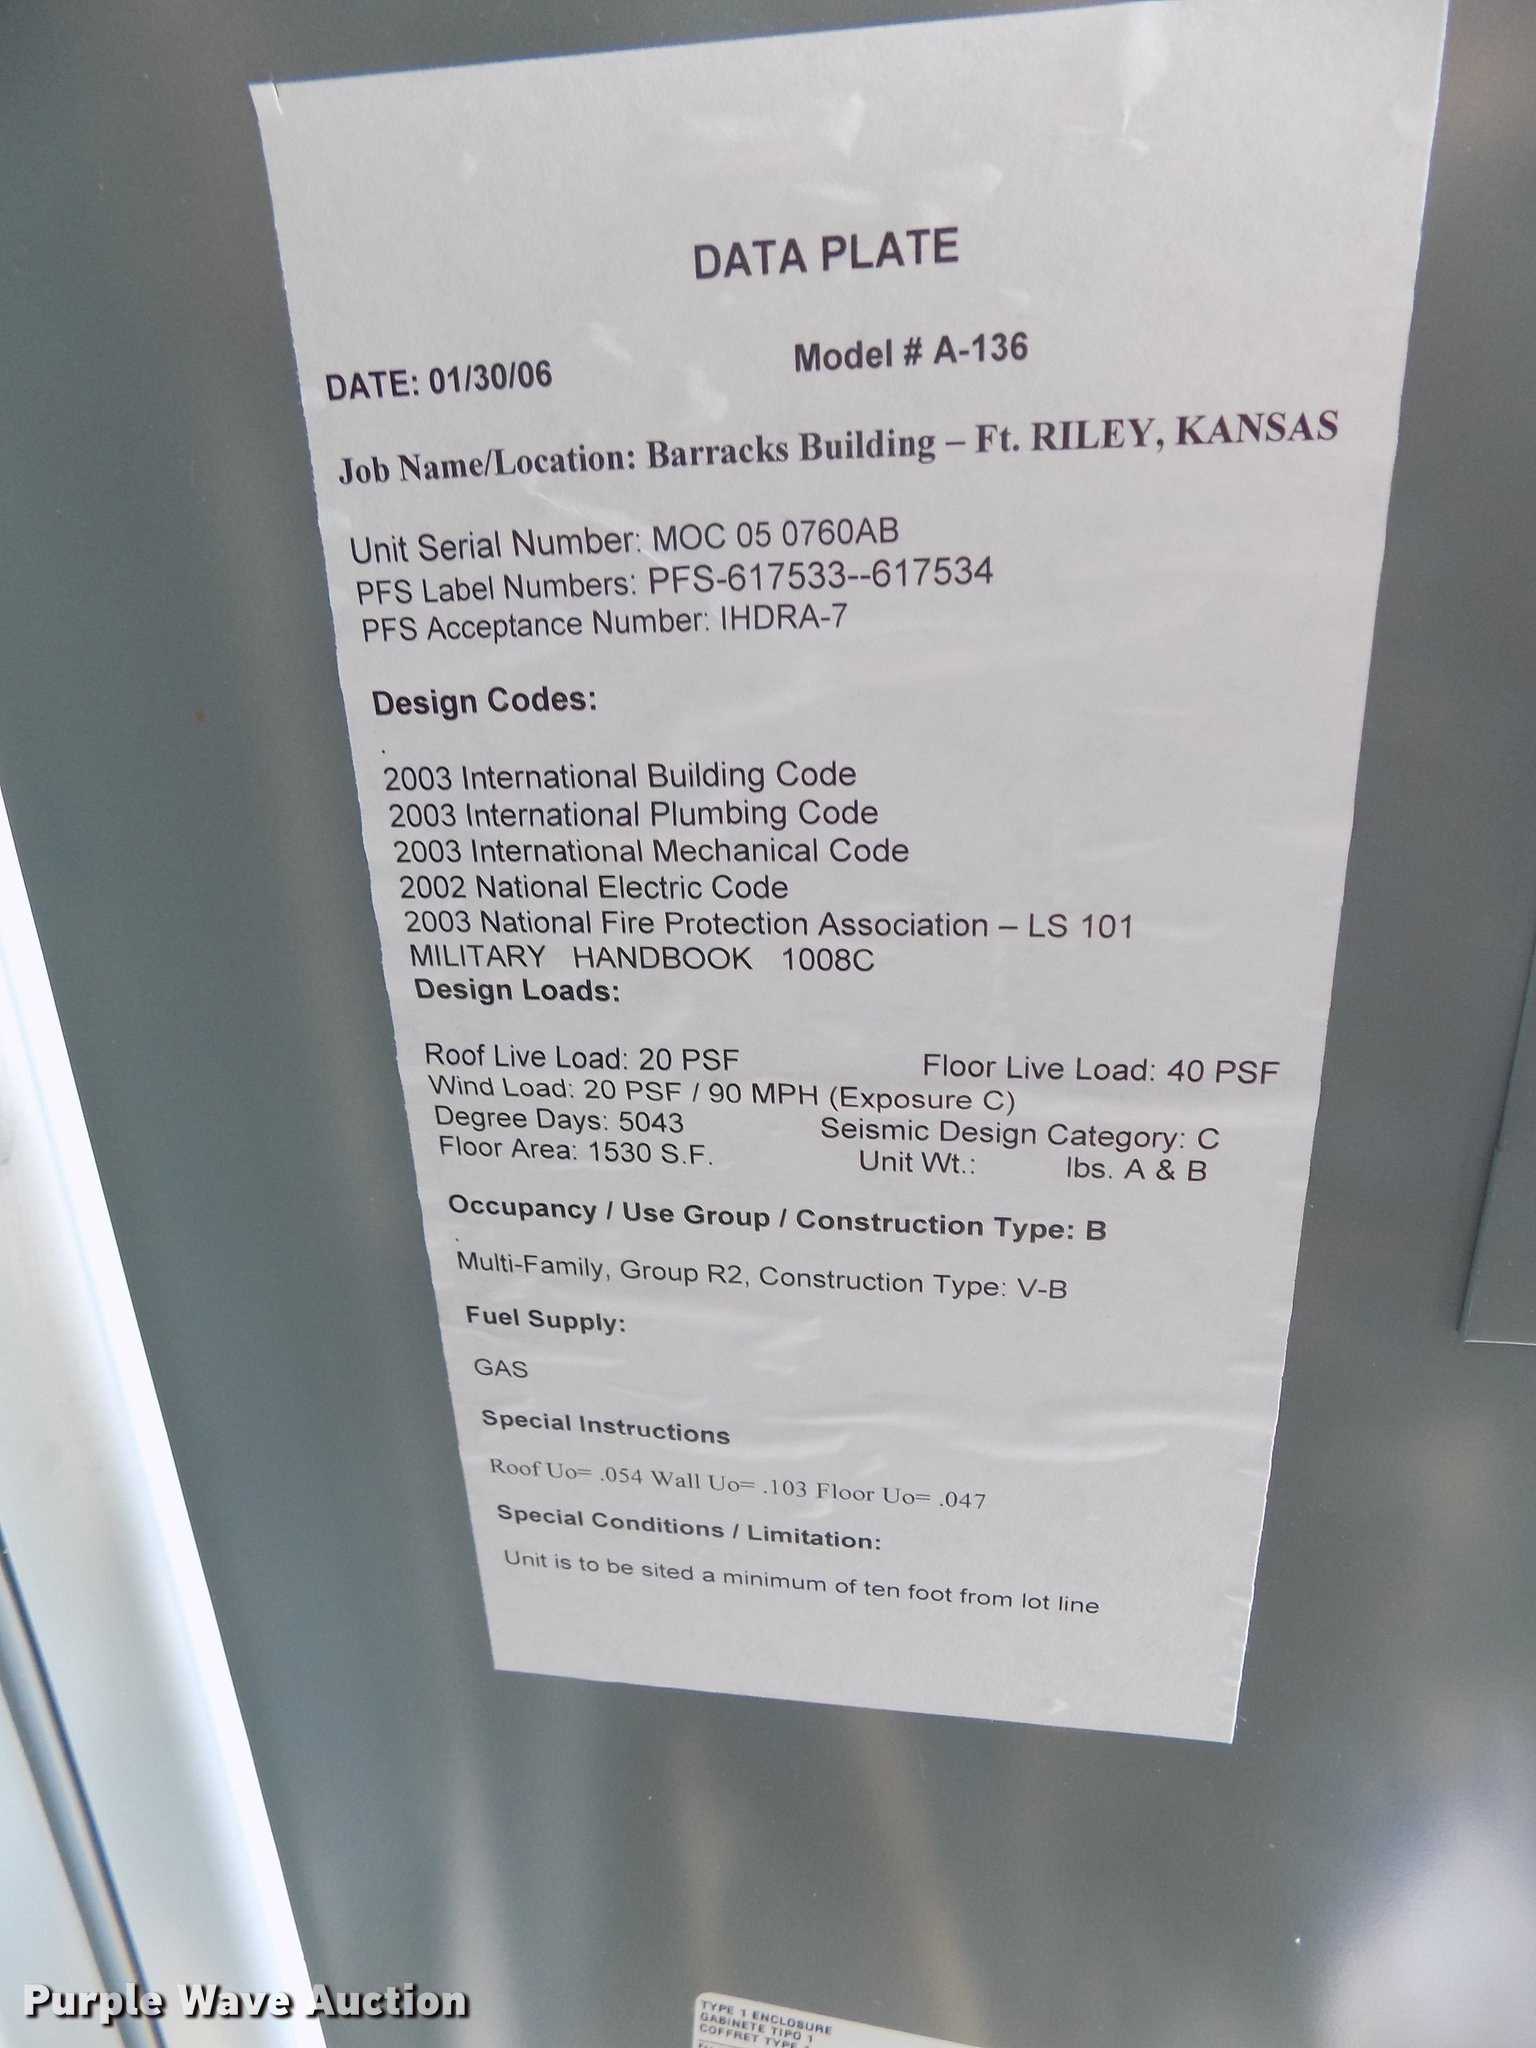 DATA PLATE
DATE: 01/30/06 Model # A-136
Job Name/Location: Barracks Building – Ft. RILEY, KANSAS
Unit Serial Number: MOC 05 0760AB
PFS Label Numbers: PFS-617533--617534
PFS Acceptance Number: IHDRA-7
Design Codes:
.
2003 International Building Code
2003 International Plumbing Code
2003 International Mechanical Code
2002 National Electric Code
2003 National Fire Protection Association – LS 101
MILITARY HANDBOOK 1008C
Design Loads:
Roof Live Load: 20 PSF Floor Live Load: 40 PSF
Wind Load: 20 PSF / 90 MPH (Exposure C)
Degree Days: 5043 Seismic Design Category: C
Floor Area: 1530 S.F. Unit Wt.: lbs. A & B
Occupancy / Use Group / Construction Type: B
.
Multi-Family, Group R2, Construction Type: V-B
Fuel Supply:
GAS
Special Instructions
Roof Uo= .054 Wall Uo= .103 Floor Uo= .047
Special Conditions / Limitation:
Unit is to be sited a minimum of ten foot from lot line
Purple Wave Auction
TYPE 1 ENCLOSURE
GABINETE TIPO 1
COFFRET TYPE